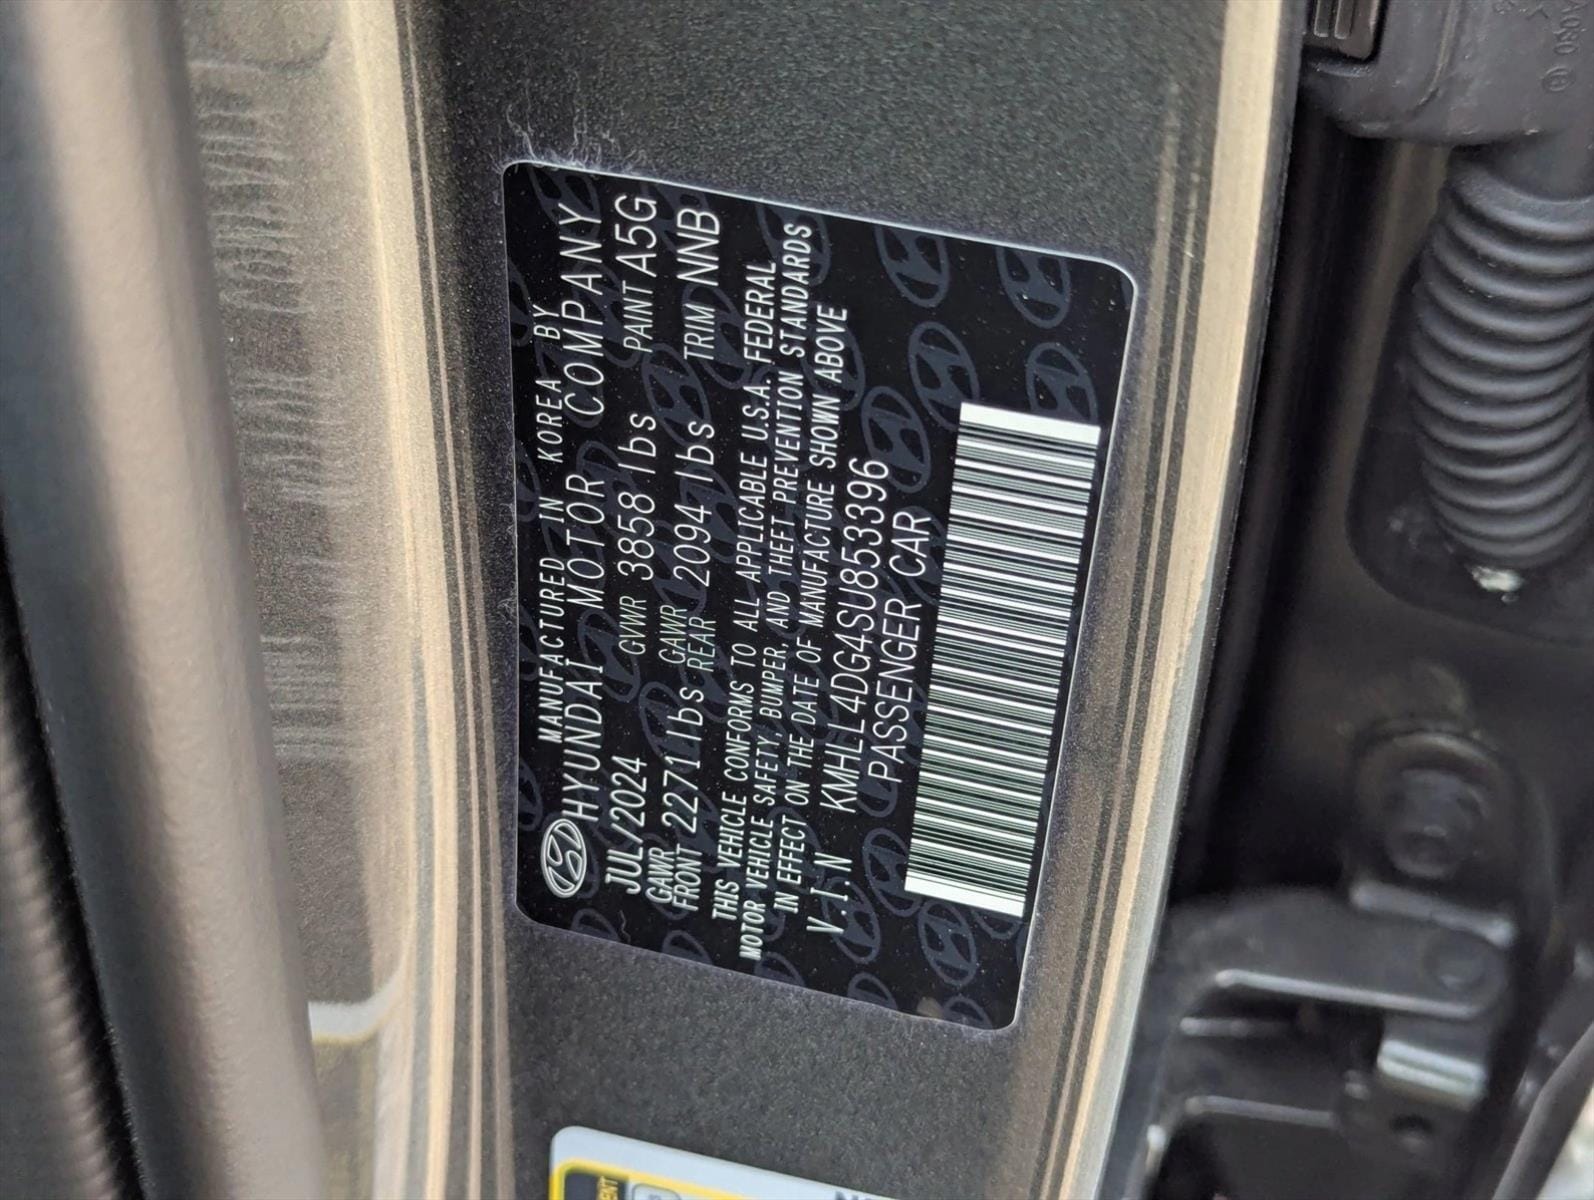 MANUFACTURED IN KOREA BY
HYUNDAI MOTOR COMPANY
JUL/2024 GVWR 3858 lbs PAINT A5G
GAWR FRONT 2271 lbs GAWR REAR 2094 lbs TRIM NNB
THIS VEHICLE CONFORMS TO ALL APPLICABLE U.S.A. FEDERAL
MOTOR VEHICLE SAFETY, BUMPER, AND THEFT PREVENTION STANDARDS
IN EFFECT ON THE DATE OF MANUFACTURE SHOWN ABOVE
V.I.N KMHLL4DG4SU853396
PASSENGER CAR